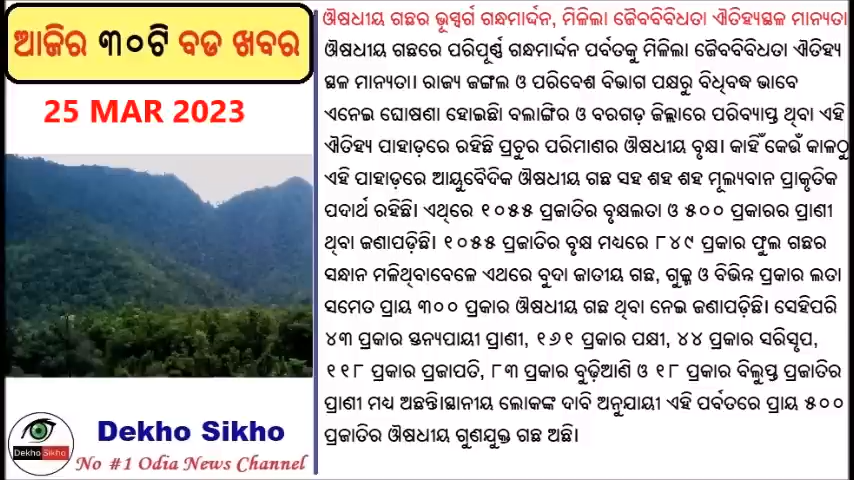 ଆଜିର ୩୦ଟି ବଡ ଖବର
25 MAR 2023
Dekho Sikho
Dekho Sikho
No #1 Odia News Channel
ଔଷଧୀୟ ଗଛର ଭୂସ୍ୱର୍ଗ ଗନ୍ଧମାର୍ଦ୍ଦନ, ମିଳିଲା ଜୈବବିବିଧତା ଐତିହ୍ୟସ୍ଥଳ ମାନ୍ୟତା
ଔଷଧୀୟ ଗଛରେ ପରିପୂର୍ଣ୍ଣ ଗନ୍ଧମାର୍ଦ୍ଦନ ପର୍ବତକୁ ମିଳିଲା ଜୈବବିବିଧତା ଐତିହ୍ୟ
ସ୍ଥଳ ମାନ୍ୟତା। ରାଜ୍ୟ ଜଙ୍ଗଲ ଓ ପରିବେଶ ବିଭାଗ ପକ୍ଷରୁ ବିଧିବଦ୍ଧ ଭାବେ
ଏନେଇ ଘୋଷଣା ହୋଇଛି। ବଲାଙ୍ଗିର ଓ ବରଗଡ଼ ଜିଲ୍ଲାରେ ପରିବ୍ୟାପ୍ତ ଥିବା ଏହି
ଐତିହ୍ୟ ପାହାଡ଼ରେ ରହିଛି ପ୍ରଚୁର ପରିମାଣର ଔଷଧୀୟ ବୃକ୍ଷ। କାହିଁ କେଉଁ କାଳଠୁ
ଏହି ପାହାଡ଼ରେ ଆୟୁର୍ବେଦିକ ଔଷଧୀୟ ଗଛ ସହ ଶହ ଶହ ମୂଲ୍ୟବାନ ପ୍ରାକୃତିକ
ପଦାର୍ଥ ରହିଛି। ଏଥିରେ ୧୦୫୫ ପ୍ରଜାତିର ବୃକ୍ଷଲତା ଓ ୫୦୦ ପ୍ରକାରର ପ୍ରାଣୀ
ଥିବା ଜଣାପଡ଼ିଛି। ୧୦୫୫ ପ୍ରଜାତିର ବୃକ୍ଷ ମଧ୍ୟରେ ୮୪୯ ପ୍ରକାର ଫୁଲ ଗଛର
ସନ୍ଧାନ ମଳିଥିବାବେଳେ ଏଥରେ ବୁଦା ଜାତୀୟ ଗଛ, ଗୁଳ୍ମ ଓ ବିଭିନ୍ନ ପ୍ରକାର ଲତା
ସମେତ ପ୍ରାୟ ୩୦୦ ପ୍ରକାର ଔଷଧୀୟ ଗଛ ଥିବା ନେଇ ଜଣାପଡ଼ିଛି। ସେହିପରି
୪୩ ପ୍ରକାର ସ୍ତନ୍ୟପାୟୀ ପ୍ରାଣୀ, ୧୬୧ ପ୍ରକାର ପକ୍ଷୀ, ୪୪ ପ୍ରକାର ସରିସୃପ,
୧୧୮ ପ୍ରକାର ପ୍ରଜାପତି, ୮୩ ପ୍ରକାର ବୁଢ଼ିଆଣି ଓ ୧୮ ପ୍ରକାର ବିଲୁପ୍ତ ପ୍ରଜାତିର
ପ୍ରାଣୀ ମଧ୍ୟ ଅଛନ୍ତି।ସ୍ଥାନୀୟ ଲୋକଙ୍କ ଦାବି ଅନୁଯାୟୀ ଏହି ପର୍ବତରେ ପ୍ରାୟ ୫୦୦
ପ୍ରଜାତିର ଔଷଧୀୟ ଗୁଣଯୁକ୍ତ ଗଛ ଅଛି।